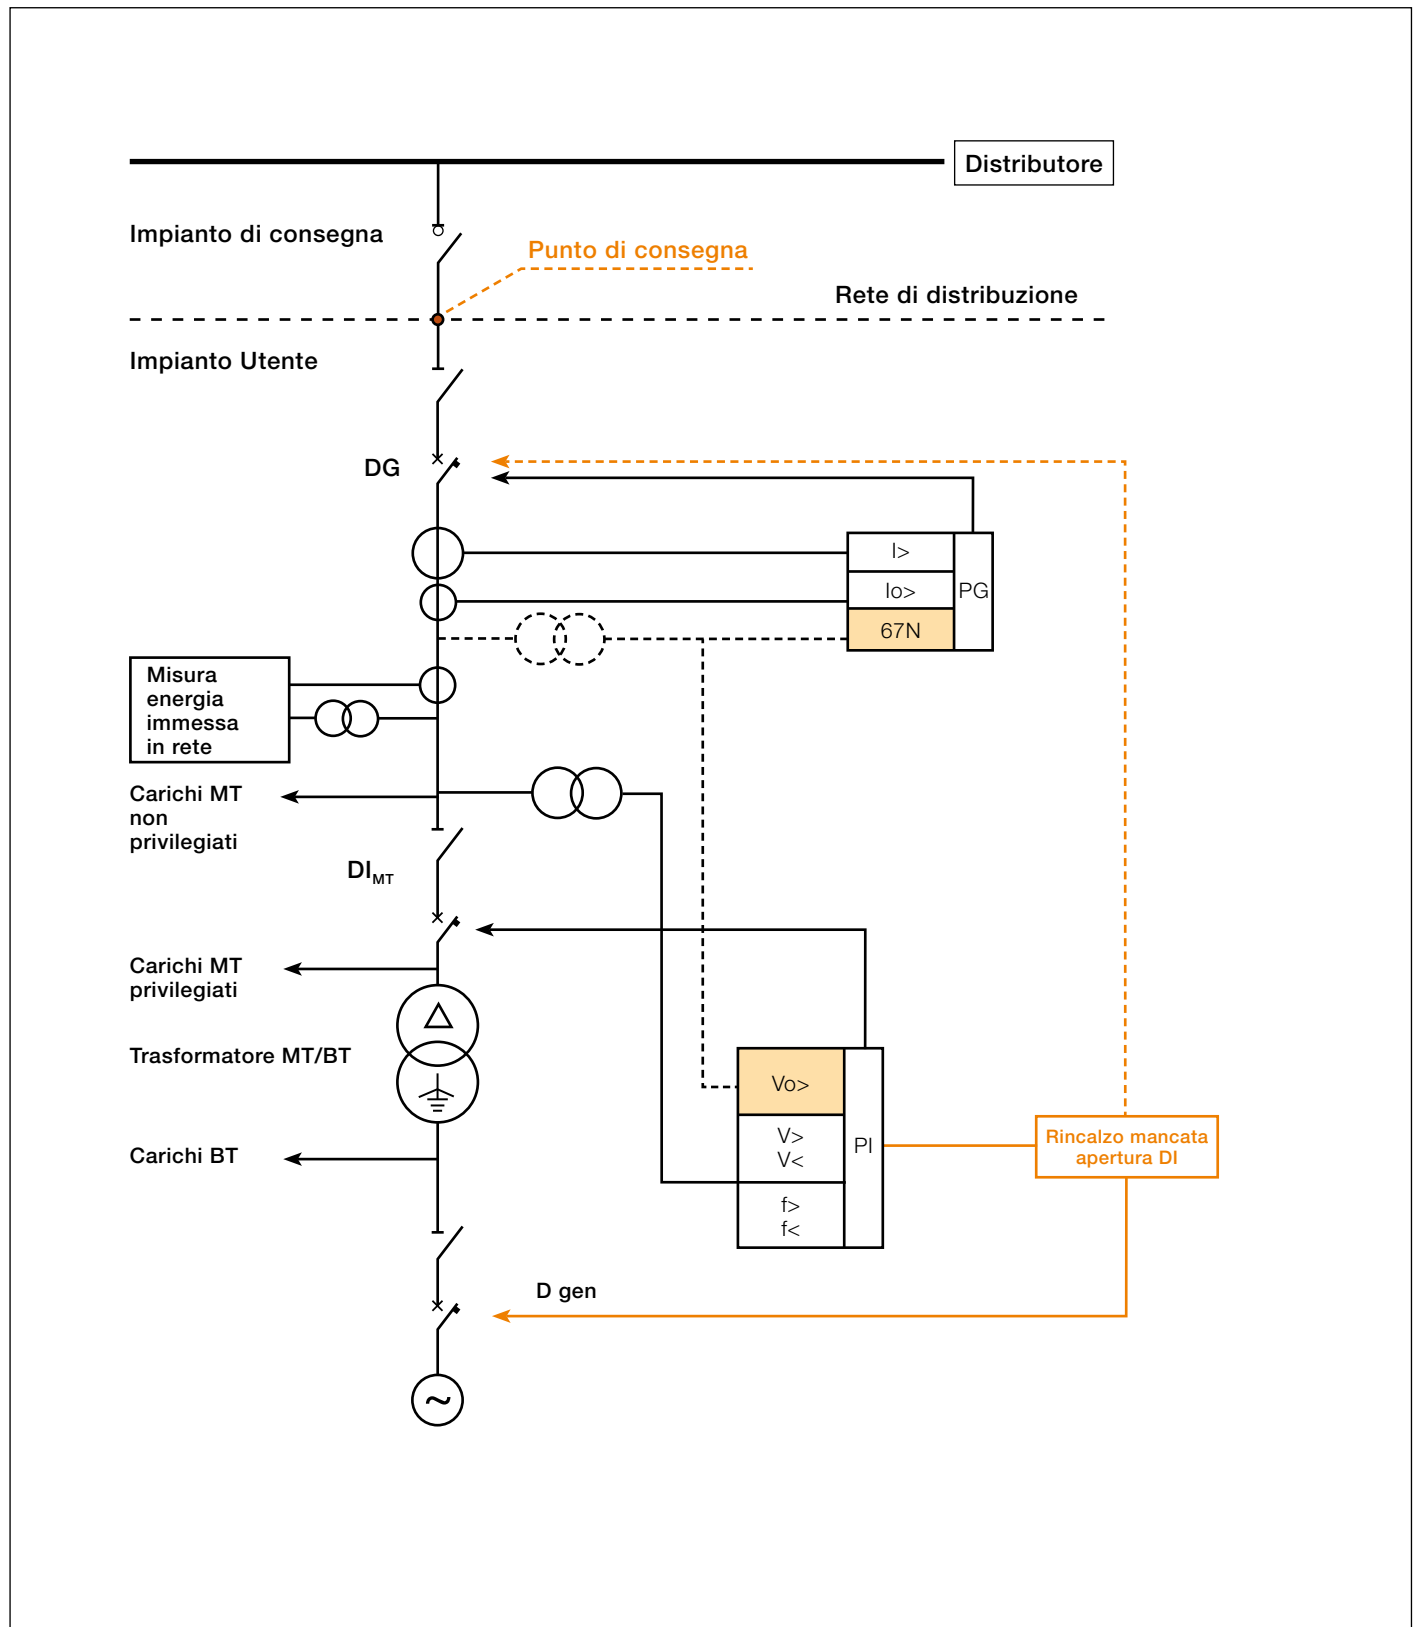 Distributore
Impianto di consegna
Punto di consegna
Rete di distribuzione
Impianto Utente
DG
I>
Io>
PG
67N
Misura
energia
immessa
in rete
Carichi MT
non
privilegiati
DIMT
Carichi MT
privilegiati
Trasformatore MT/BT
Vo>
V>
V<
PI
Rincalzo mancata
apertura DI
Carichi BT
f>
f<
D gen
~